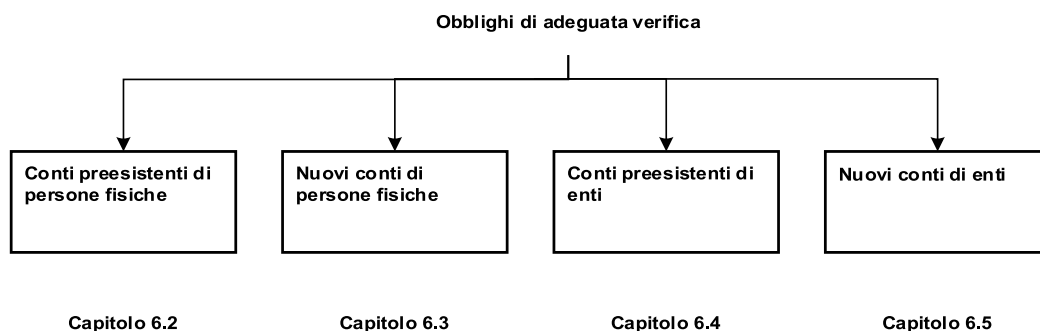 Obblighi di adeguata verifica
Conti preesistenti di
persone fisiche
Nuovi conti di
persone fisiche
Conti preesistenti di
enti
Nuovi conti di enti
Capitolo 6.2
Capitolo 6.3
Capitolo 6.4
Capitolo 6.5